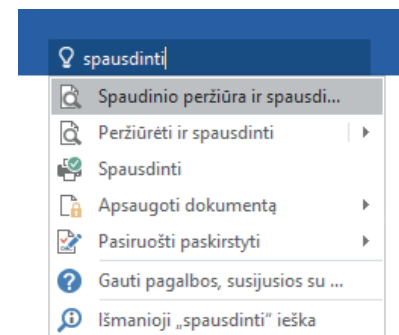 spausdinti
Spaudinio peržiūra ir spausdi...
Peržiūrėti ir spausdinti
Spausdinti
Apsaugoti dokumentą
Pasiruošti paskirstyti
Gauti pagalbos, susijusios su ...
Išmanioji „spausdinti“ ieška